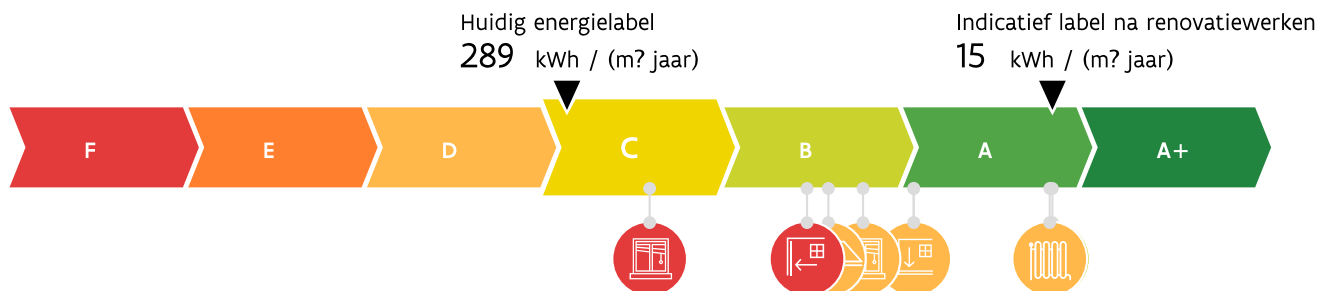 Huidig energielabel
289 kWh / (m? jaar)
Indicatief label na renovatiewerken
15 kWh / (m? jaar)
F E D C B A A+